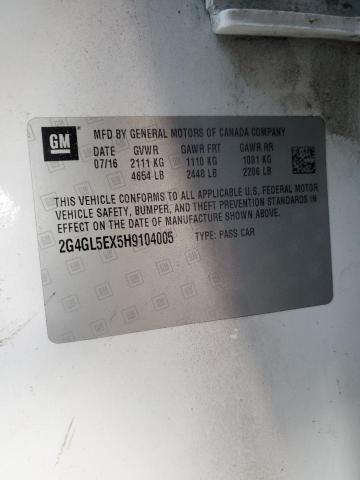 GM
MFD BY GENERAL MOTORS OF CANADA COMPANY
DATE GVWR GAWR FRT GAWR RR
07/16 2111 KG 1110 KG 1001 KG
4654 LB 2448 LB 2206 LB
THIS VEHICLE CONFORMS TO ALL APPLICABLE U.S. FEDERAL MOTOR
VEHICLE SAFETY, BUMPER, AND THEFT PREVENTION STANDARDS IN
EFFECT ON THE DATE OF MANUFACTURE SHOWN ABOVE.
2G4GL5EX5H9104005 TYPE: PASS CAR